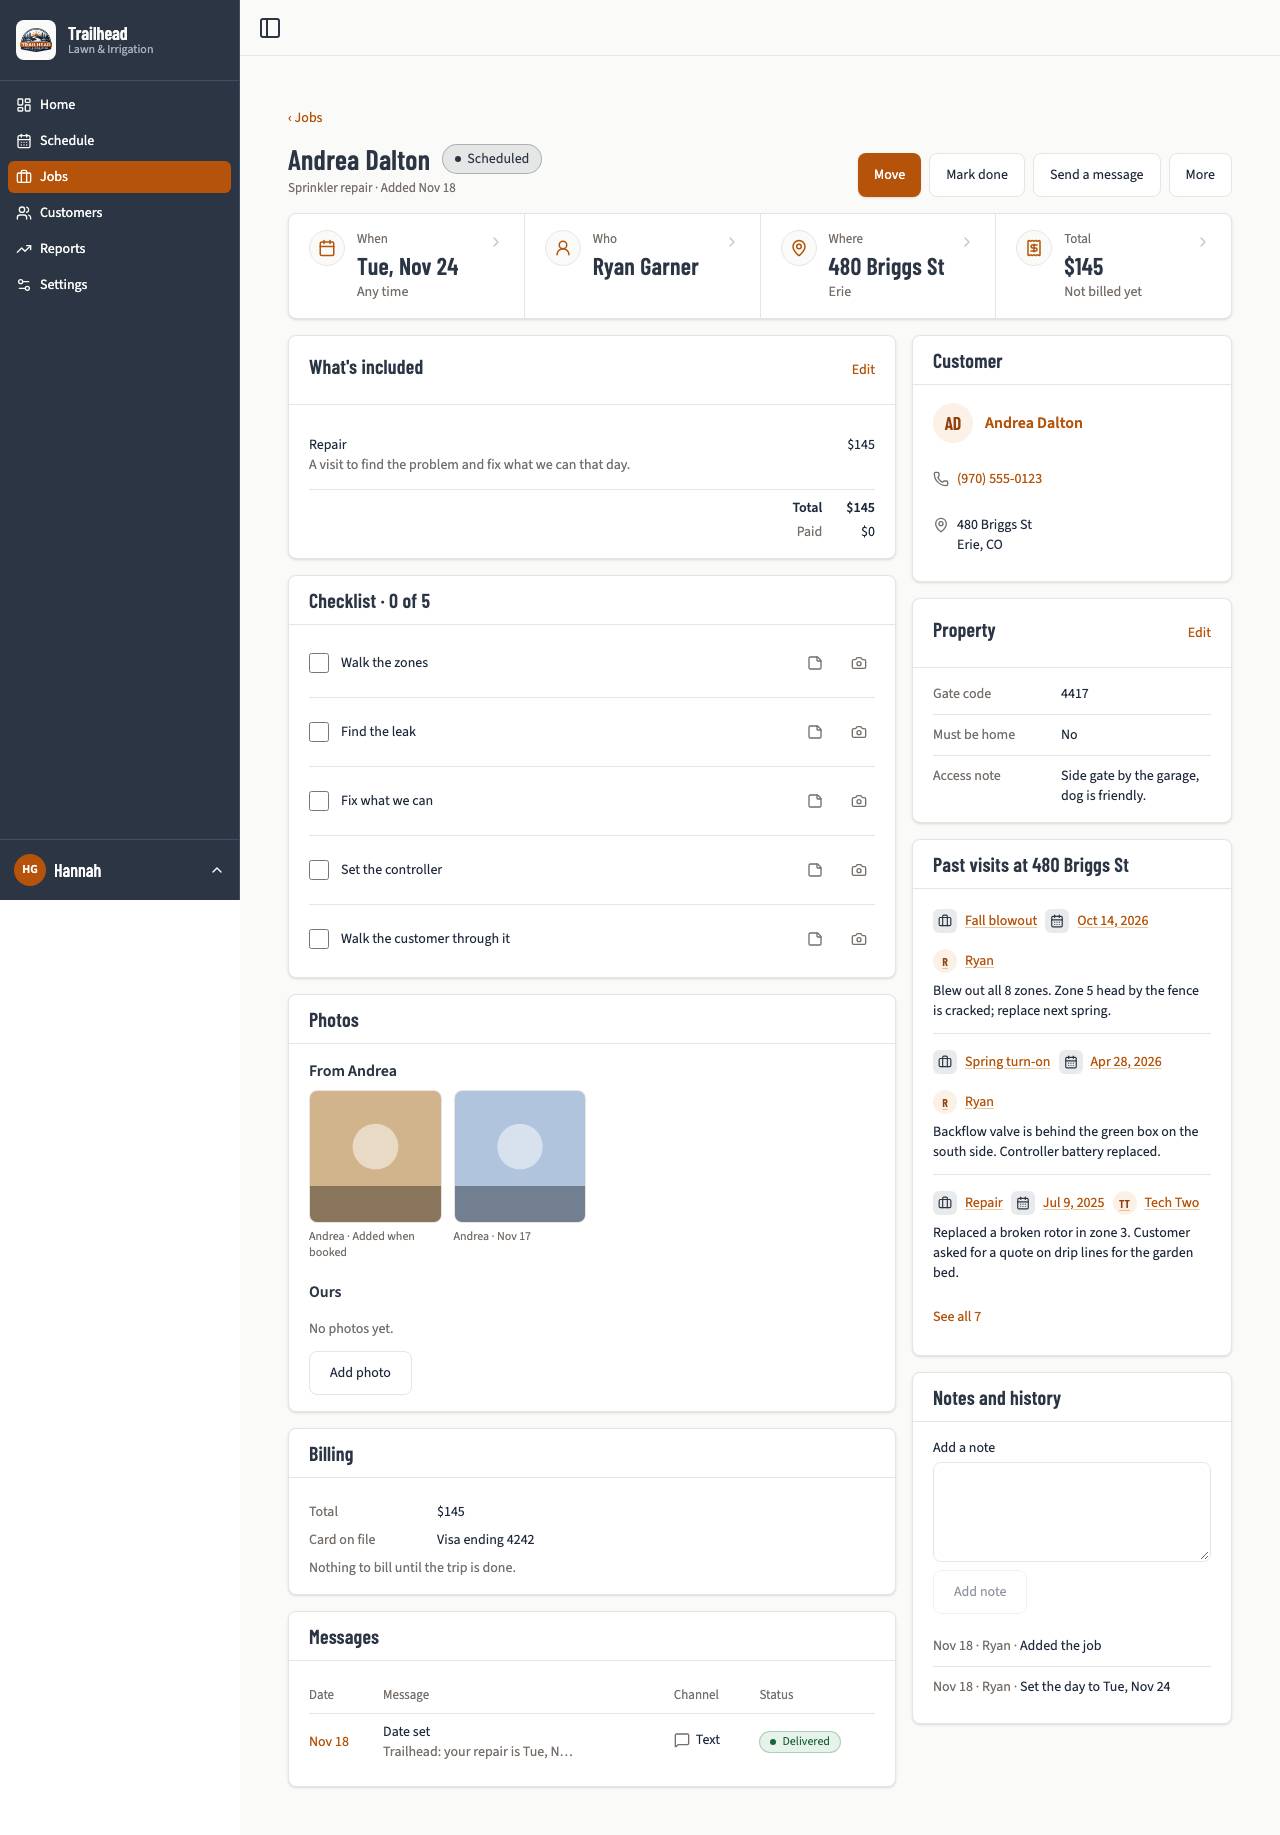 TRAILHEAD
Trailhead
Lawn & Irrigation
Home
Schedule
Jobs
Customers
Reports
Settings
HG
Hannah
‹ Jobs
Andrea Dalton
Scheduled
Sprinkler repair · Added Nov 18
Move
Mark done
Send a message
More
When
Tue, Nov 24
Any time
Who
Ryan Garner
Where
480 Briggs St
Erie
Total
$145
Not billed yet
What's included
Edit
Repair
$145
A visit to find the problem and fix what we can that day.
Total $145
Paid $0
Checklist · 0 of 5
Walk the zones
Find the leak
Fix what we can
Set the controller
Walk the customer through it
Photos
From Andrea
Andrea · Added when
booked
Andrea · Nov 17
Ours
No photos yet.
Add photo
Billing
Total $145
Card on file Visa ending 4242
Nothing to bill until the trip is done.
Messages
Date Message Channel Status
Nov 18
Date set
Trailhead: your repair is Tue, N…
Text
Delivered
Customer
AD
Andrea Dalton
(970) 555-0123
480 Briggs St
Erie, CO
Property
Edit
Gate code 4417
Must be home No
Access note Side gate by the garage,
dog is friendly.
Past visits at 480 Briggs St
Fall blowout Oct 14, 2026
R Ryan
Blew out all 8 zones. Zone 5 head by the fence
is cracked; replace next spring.
Spring turn-on Apr 28, 2026
R Ryan
Backflow valve is behind the green box on the
south side. Controller battery replaced.
Repair Jul 9, 2025 TT Tech Two
Replaced a broken rotor in zone 3. Customer
asked for a quote on drip lines for the garden
bed.
See all 7
Notes and history
Add a note
Add note
Nov 18 · Ryan · Added the job
Nov 18 · Ryan · Set the day to Tue, Nov 24